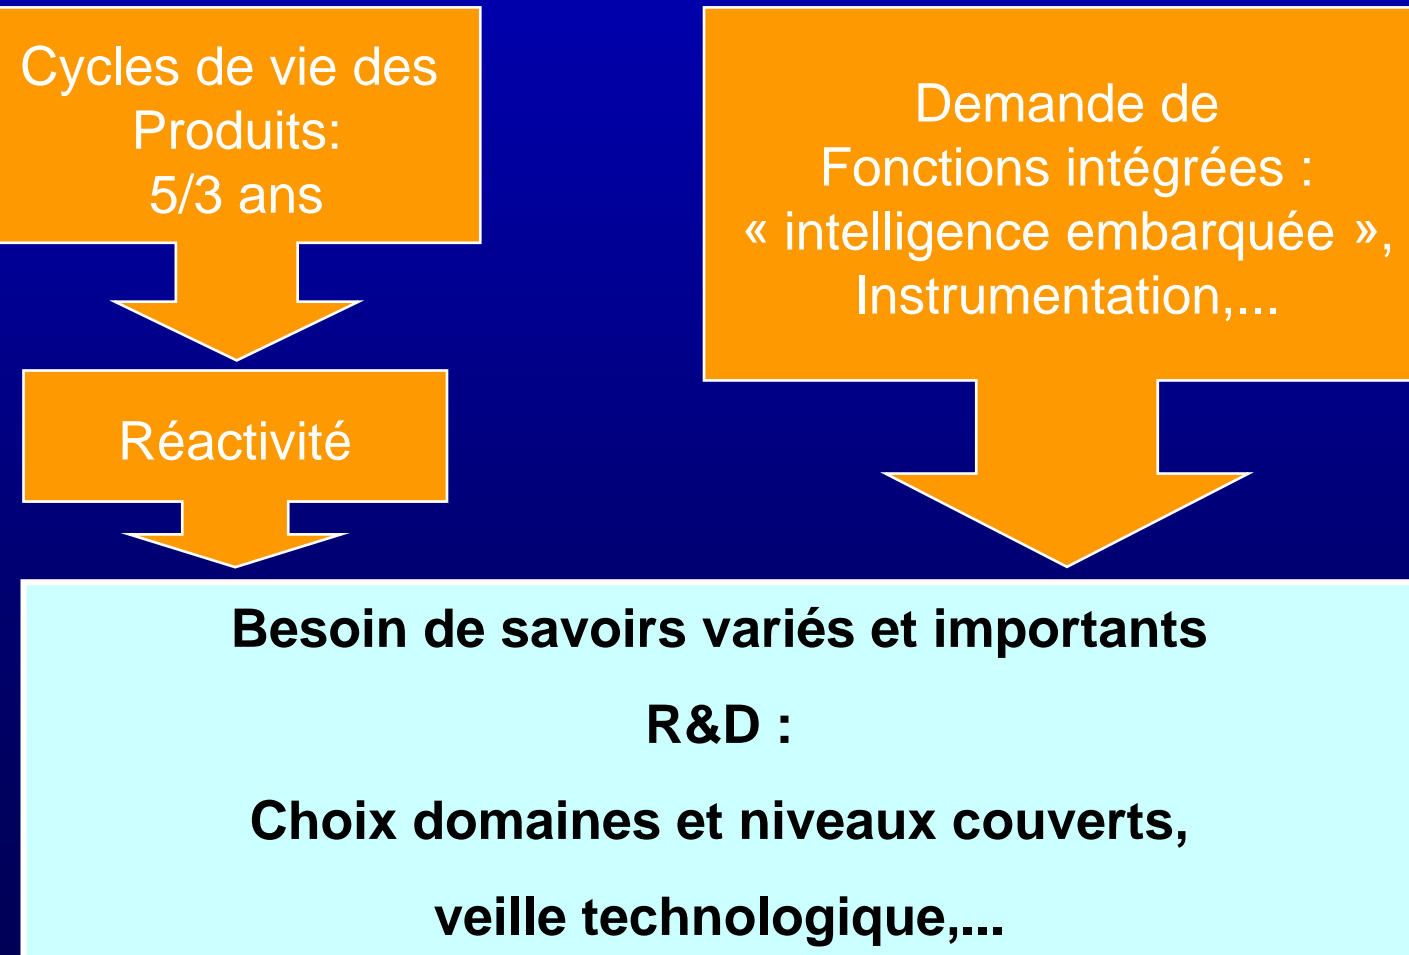 Cycles de vie des
Produits:
5/3 ans
Demande de
Fonctions intégrées :
« intelligence embarquée »,
Instrumentation,...
Réactivité
Besoin de savoirs variés et importants
R&D :
Choix domaines et niveaux couverts,
veille technologique,...